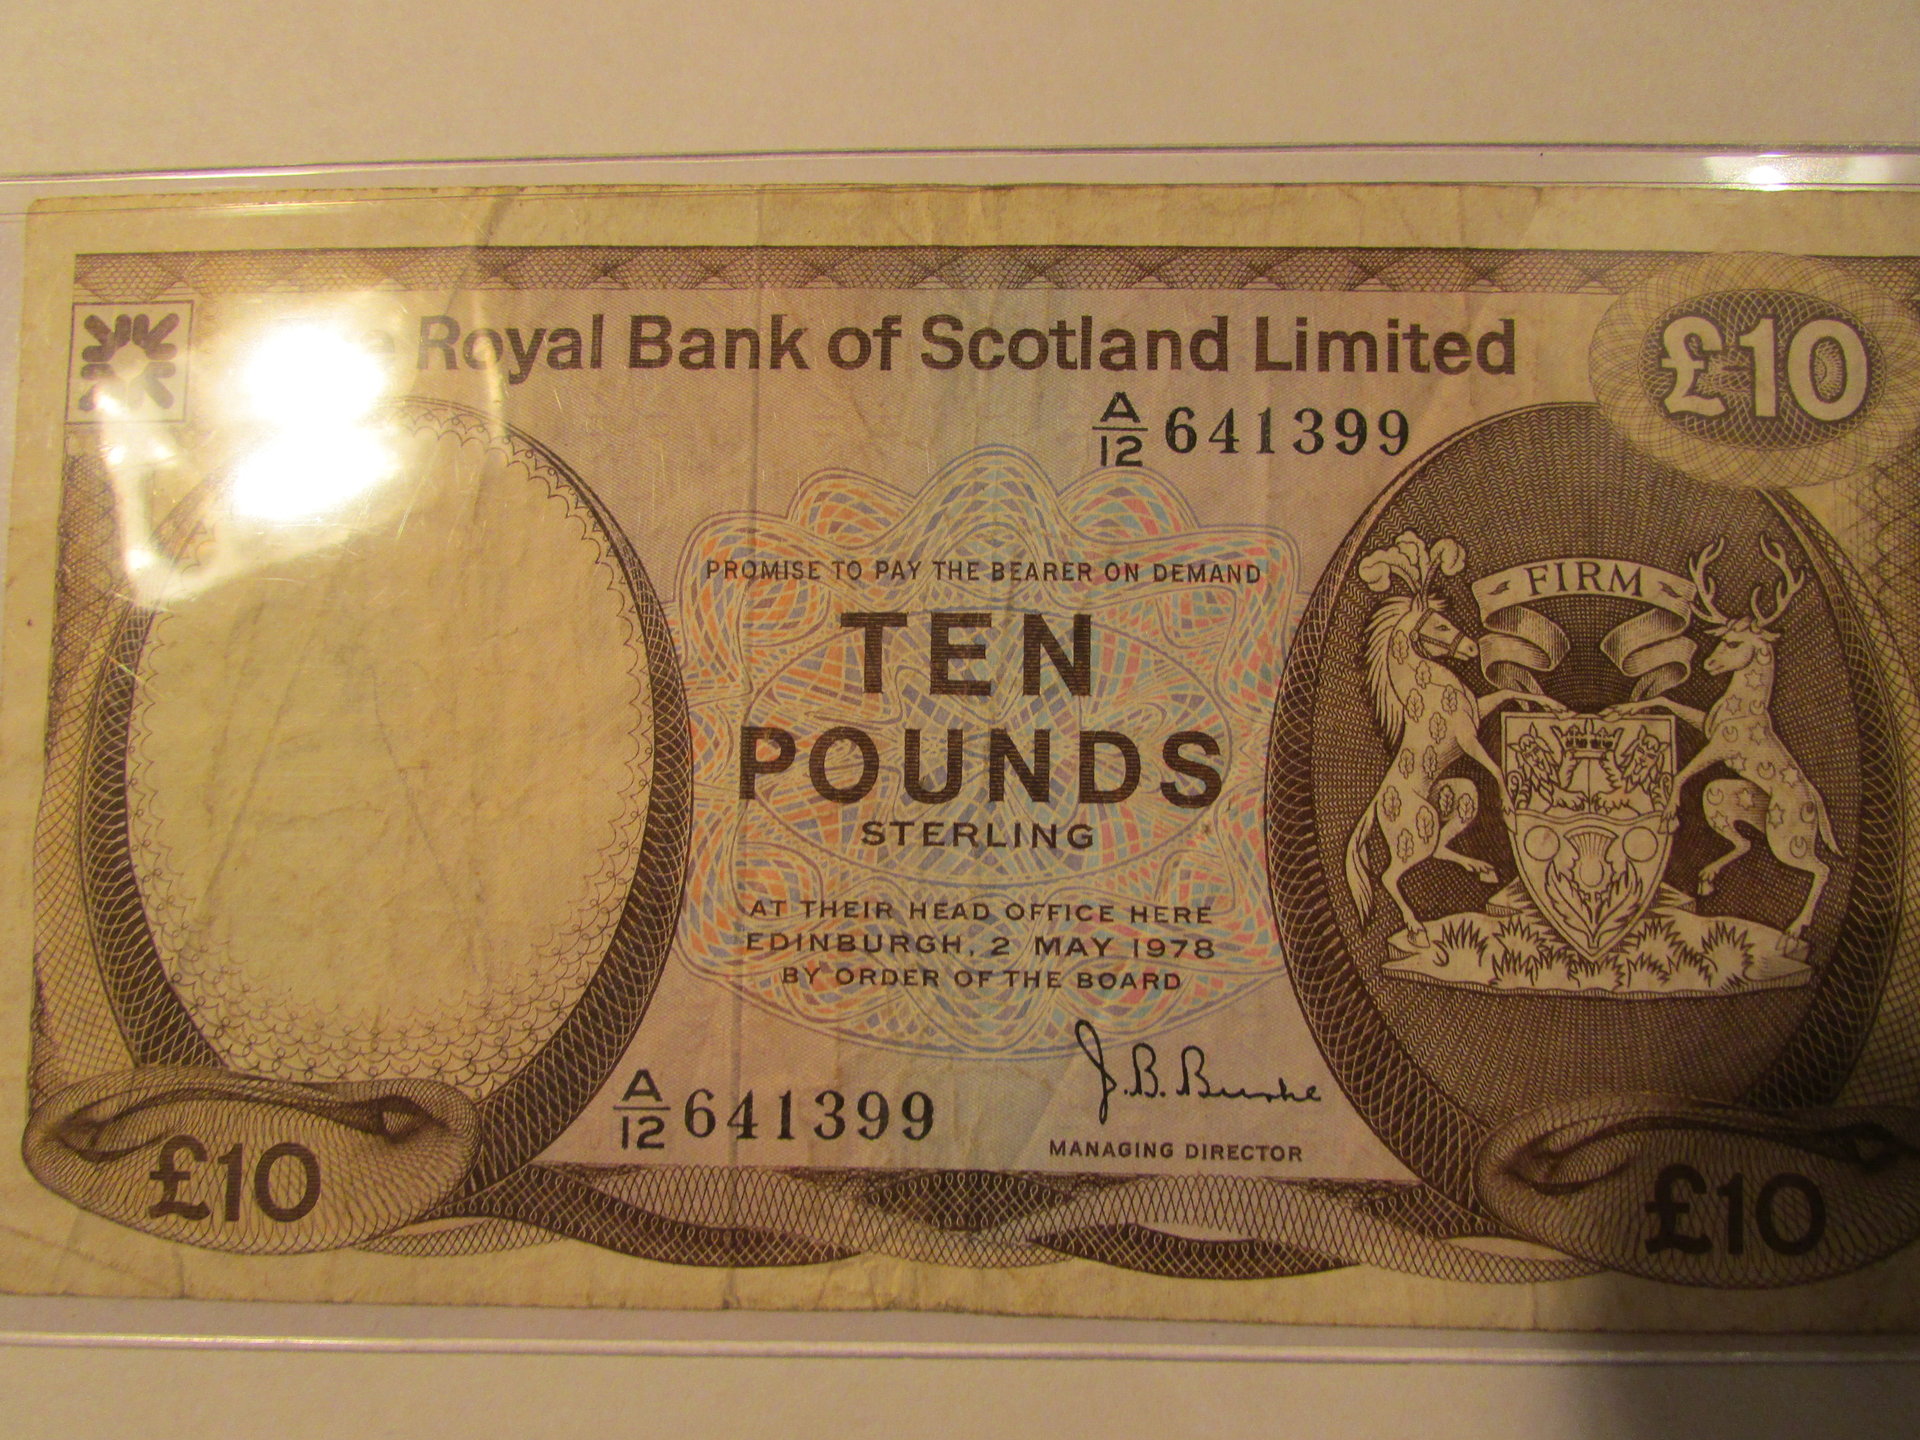 Royal Bank of Scotland Limited
£10
A/12 641399
FIRM
PROMISE TO PAY THE BEARER ON DEMAND
TEN
POUNDS
STERLING
AT THEIR HEAD OFFICE HERE
EDINBURGH, 2 MAY 1978
BY ORDER OF THE BOARD
J.B. Burke
A/12 641399
MANAGING DIRECTOR
£10
£10